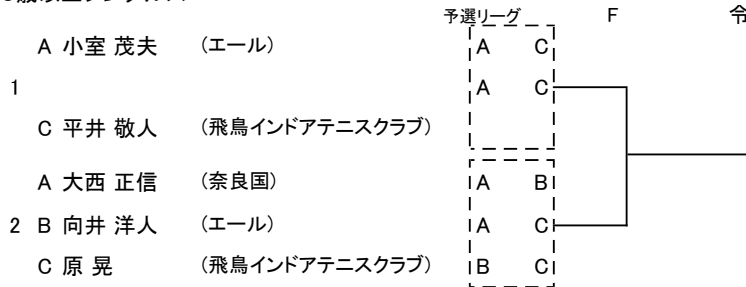 予選リーグ F 令
A 小室 茂夫 (エール) A C
1 A C
C 平井 敬人 (飛鳥インドアテニスクラブ)
A 大西 正信 (奈良国) A B
2 B 向井 洋人 (エール) A C
C 原 晃 (飛鳥インドアテニスクラブ) B C